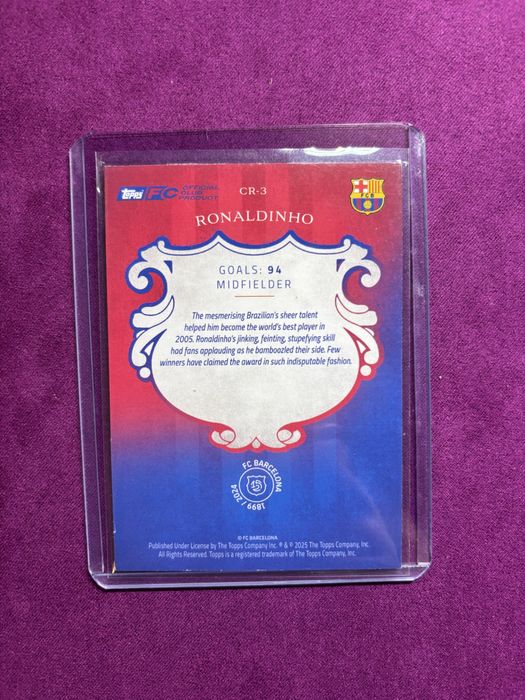 Topps FC OFFICIAL CLUB PRODUCT
CR-3
FCB
RONALDINHO
GOALS: 94
MIDFIELDER
The mesmerising Brazilian's sheer talent
helped him become the world's best player in
2005. Ronaldinho's jinking, feinting, stupefying skill
had fans applauding as he bamboozled their side. Few
winners have claimed the award in such indisputable fashion.
FC BARCELONA
1899 / 2024
© FC BARCELONA
Published Under License by The Topps Company Inc. ® & © 2025 The Topps Company, Inc.
All Rights Reserved. Topps is a registered trademark of The Topps Company, Inc.